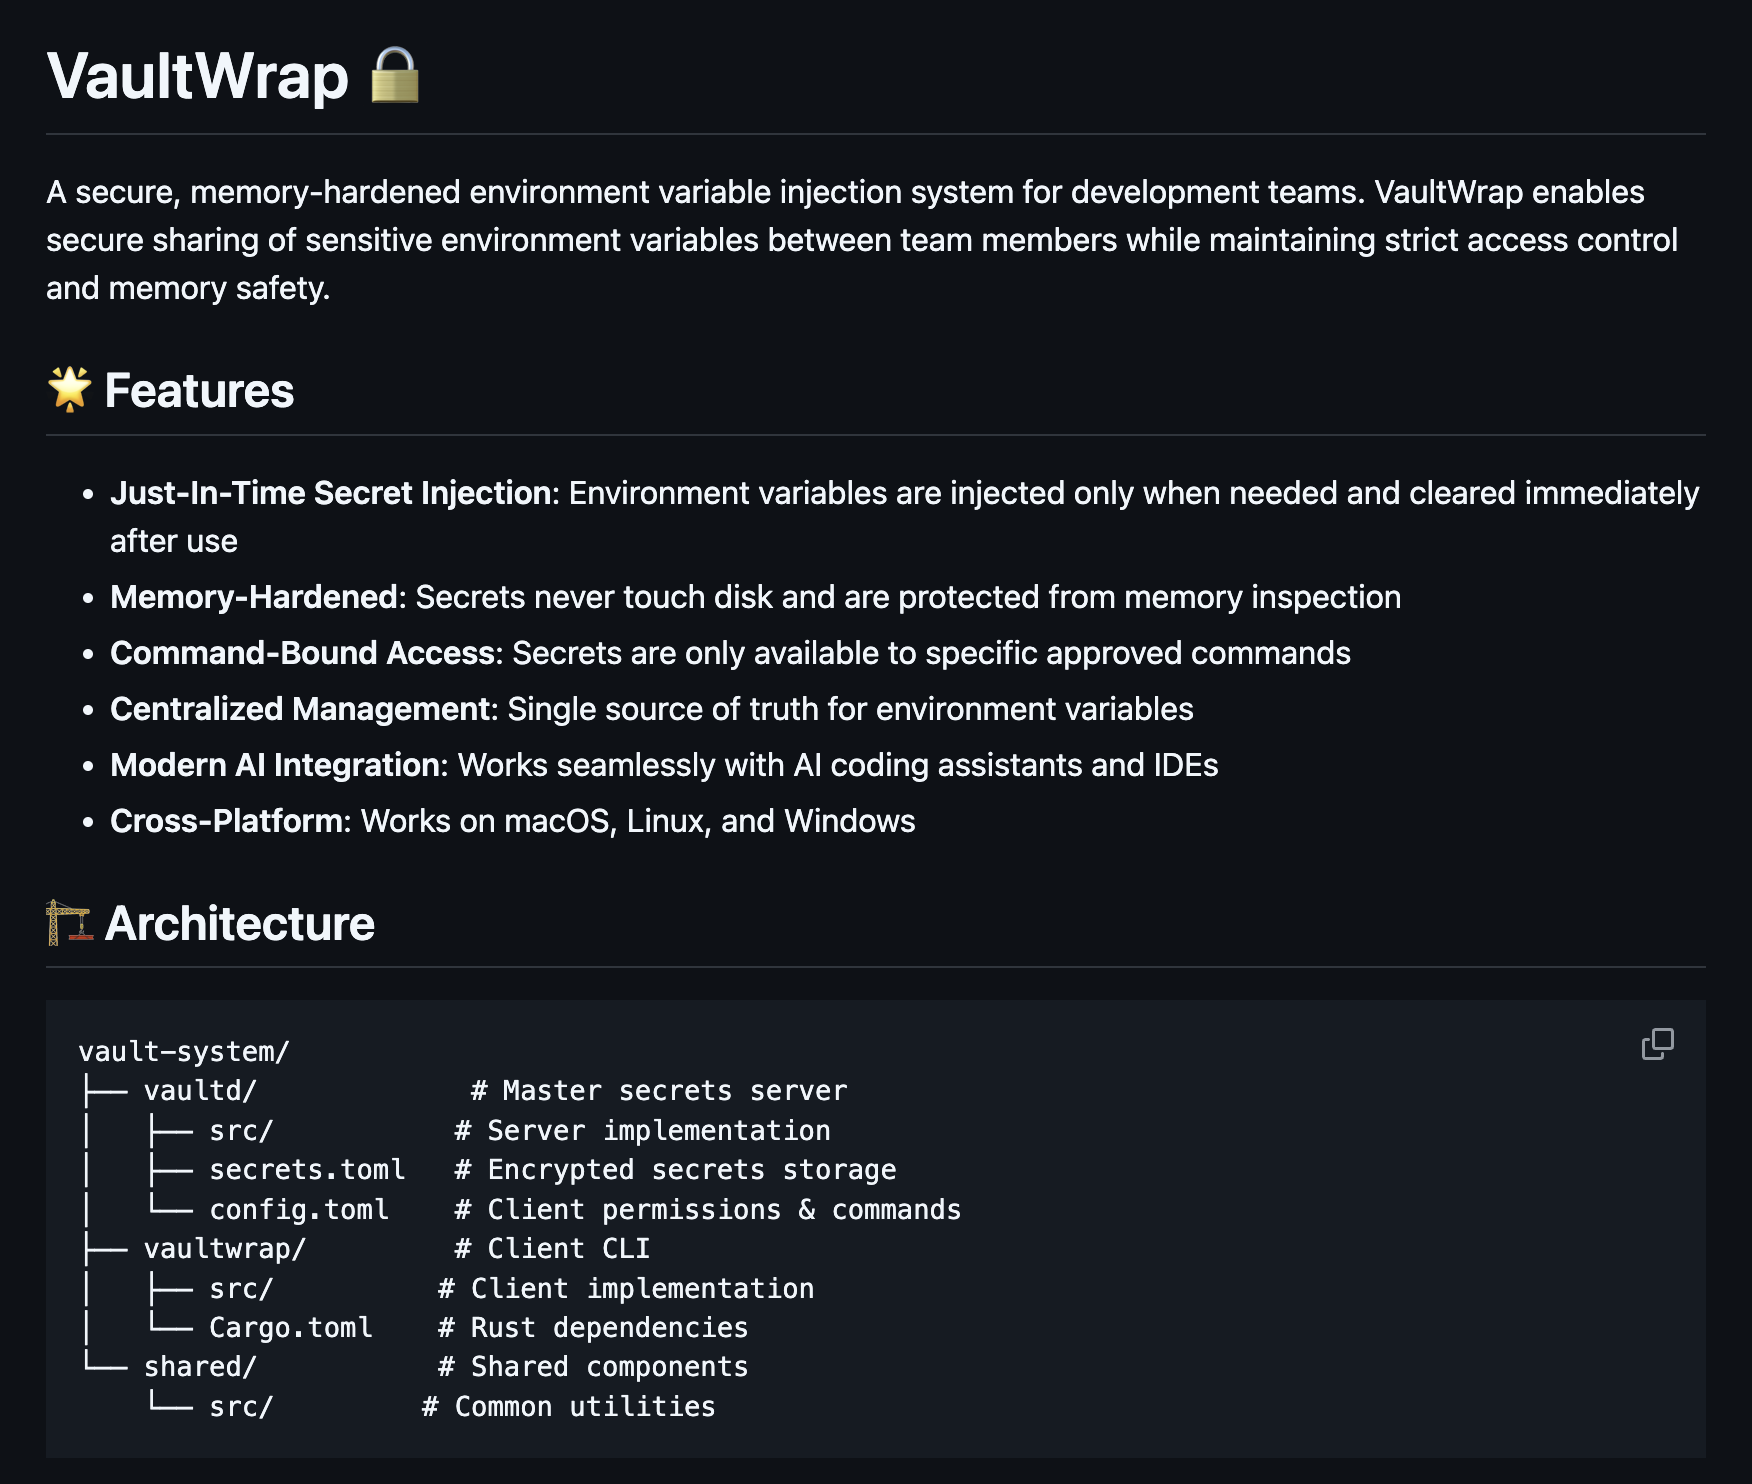 VaultWrap 🔒
A secure, memory-hardened environment variable injection system for development teams. VaultWrap enables
secure sharing of sensitive environment variables between team members while maintaining strict access control
and memory safety.
🌟 Features
• Just-In-Time Secret Injection: Environment variables are injected only when needed and cleared immediately
after use
• Memory-Hardened: Secrets never touch disk and are protected from memory inspection
• Command-Bound Access: Secrets are only available to specific approved commands
• Centralized Management: Single source of truth for environment variables
• Modern AI Integration: Works seamlessly with AI coding assistants and IDEs
• Cross-Platform: Works on macOS, Linux, and Windows
🏗️ Architecture
vault-system/
├── vaultd/             # Master secrets server
│   ├── src/           # Server implementation
│   ├── secrets.toml   # Encrypted secrets storage
│   └── config.toml    # Client permissions & commands
├── vaultwrap/         # Client CLI
│   ├── src/          # Client implementation
│   └── Cargo.toml    # Rust dependencies
└── shared/           # Shared components
    └── src/         # Common utilities